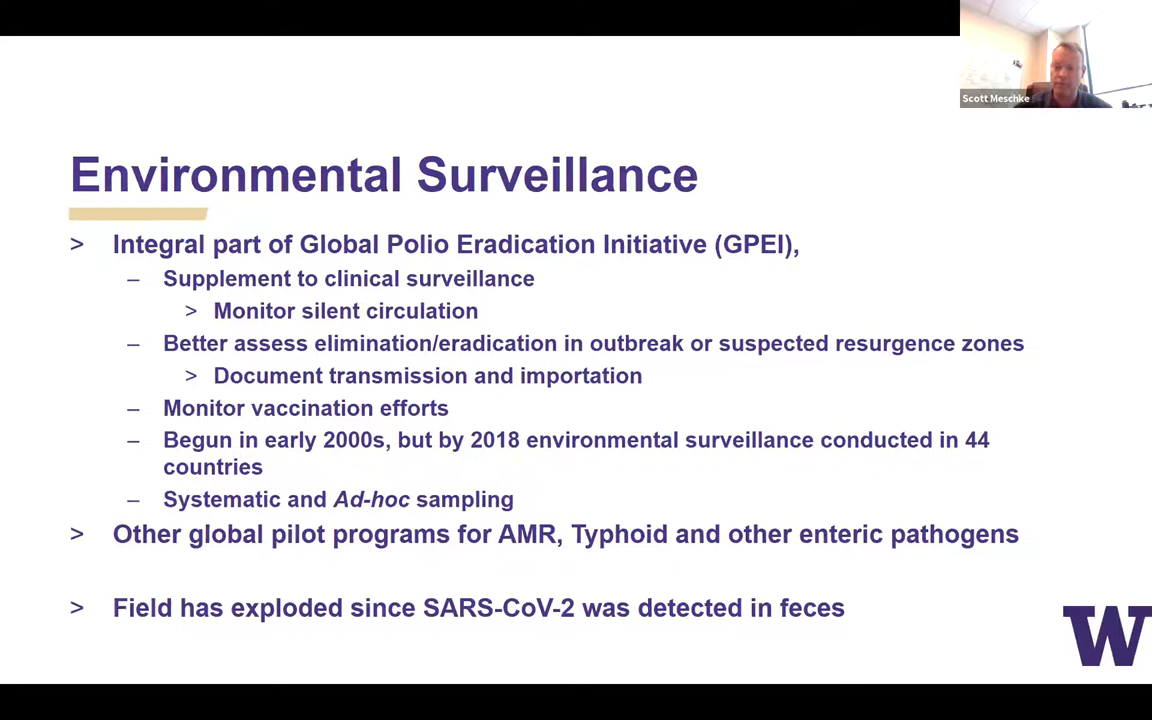 Scott Meschke
Environmental Surveillance
> Integral part of Global Polio Eradication Initiative (GPEI),
– Supplement to clinical surveillance
> Monitor silent circulation
– Better assess elimination/eradication in outbreak or suspected resurgence zones
> Document transmission and importation
– Monitor vaccination efforts
– Begun in early 2000s, but by 2018 environmental surveillance conducted in 44
countries
– Systematic and Ad-hoc sampling
> Other global pilot programs for AMR, Typhoid and other enteric pathogens
> Field has exploded since SARS-CoV-2 was detected in feces
W